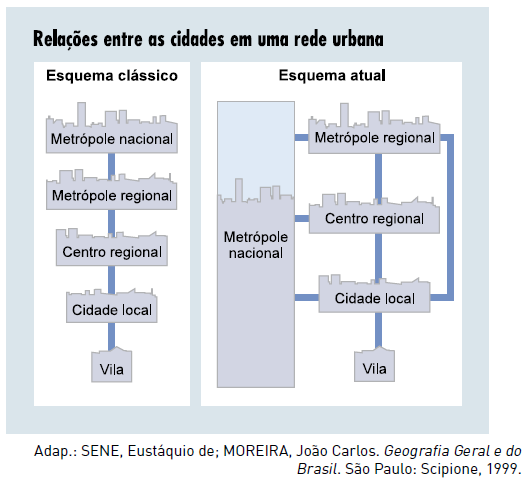 Relações entre as cidades em uma rede urbana
Esquema clássico
Metrópole nacional
Metrópole regional
Centro regional
Cidade local
Vila
Esquema atual
Metrópole
nacional
Metrópole regional
Centro regional
Cidade local
Vila
Adap.: SENE, Eustáquio de; MOREIRA, João Carlos. Geografia Geral e do
Brasil. São Paulo: Scipione, 1999.